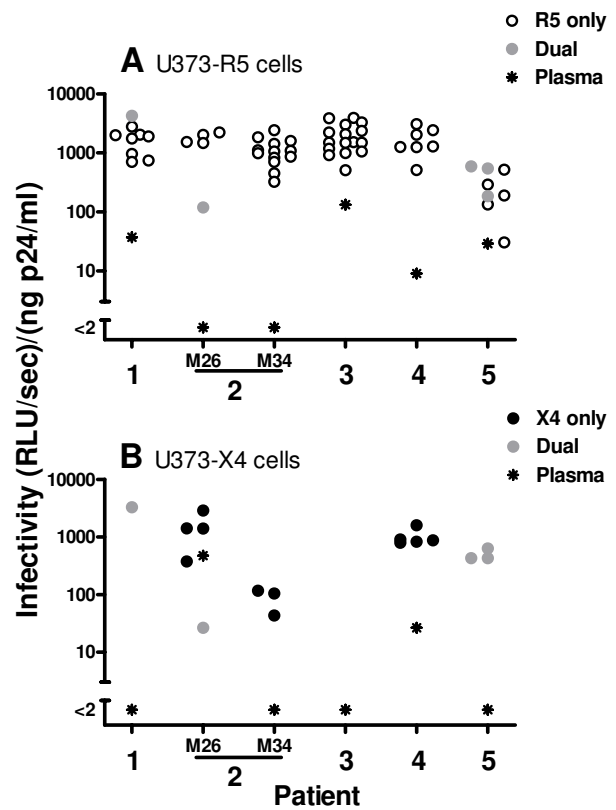 R5 only
Dual
Plasma
A U373-R5 cells
10000
1000
100
10
<2
M26
M34
1
2
3
4
5
Infectivity (RLU/sec)/(ng p24/ml)
X4 only
Dual
Plasma
B U373-X4 cells
10000
1000
100
10
<2
M26
M34
1
2
3
4
5
Patient